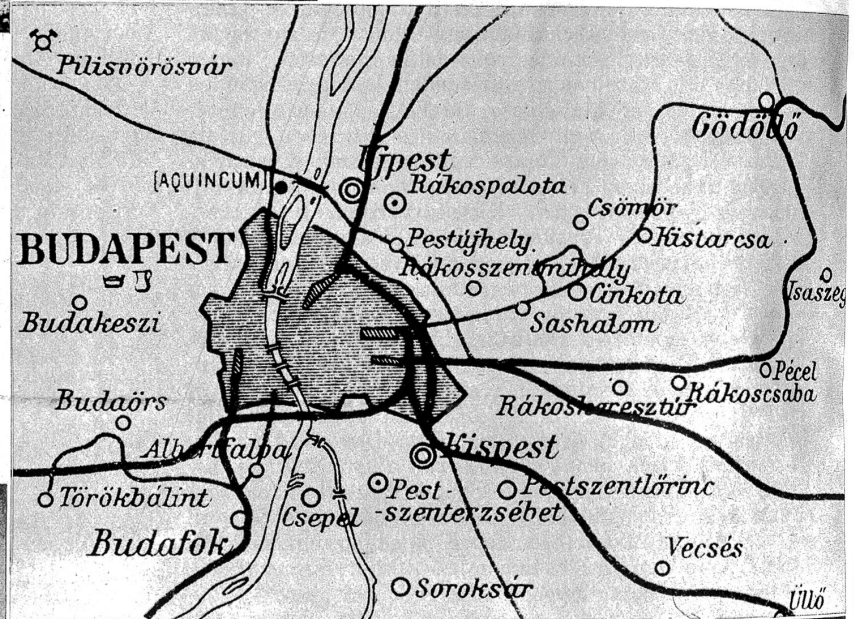 Pilisvörösvár
Gödöllő
Újpest
[AQUINCUM]
Rákospalota
Csömör
BUDAPEST
Pestújhely
Kistarcsa
Rákosszentmihály
Isaszeg
Cinkota
Budakeszi
Sashalom
Pécel
Rákoscsaba
Budaörs
Rákoskeresztúr
Albertfalva
Kispest
Törökbálint
Pest-
-szenterzsébet
Pestszentlőrinc
Csepel
Budafok
Vecsés
Soroksár
Üllő